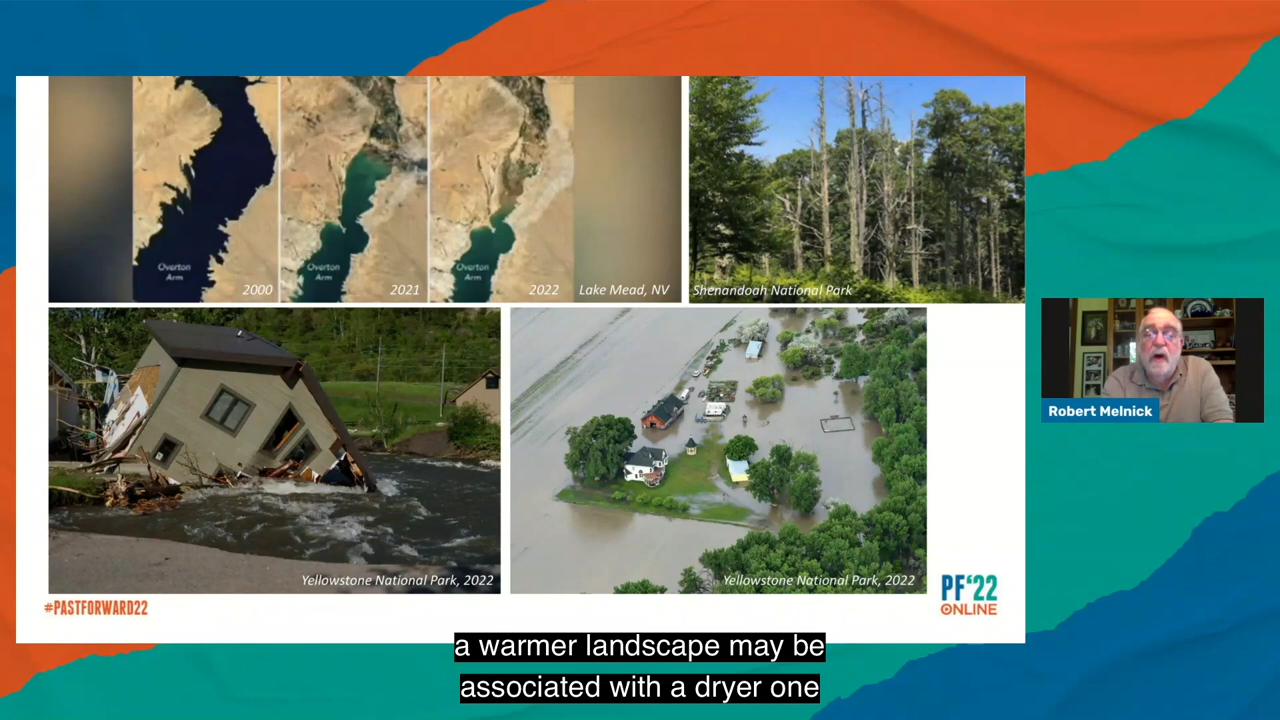 Overton
Arm
2000
Overton
Arm
2021
Overton
Arm
2022
Lake Mead, NV
Shenandoah National Park
Yellowstone National Park, 2022
Yellowstone National Park, 2022
#PASTFORWARD22
PF'22
ONLINE
Robert Melnick
a warmer landscape may be
associated with a dryer one